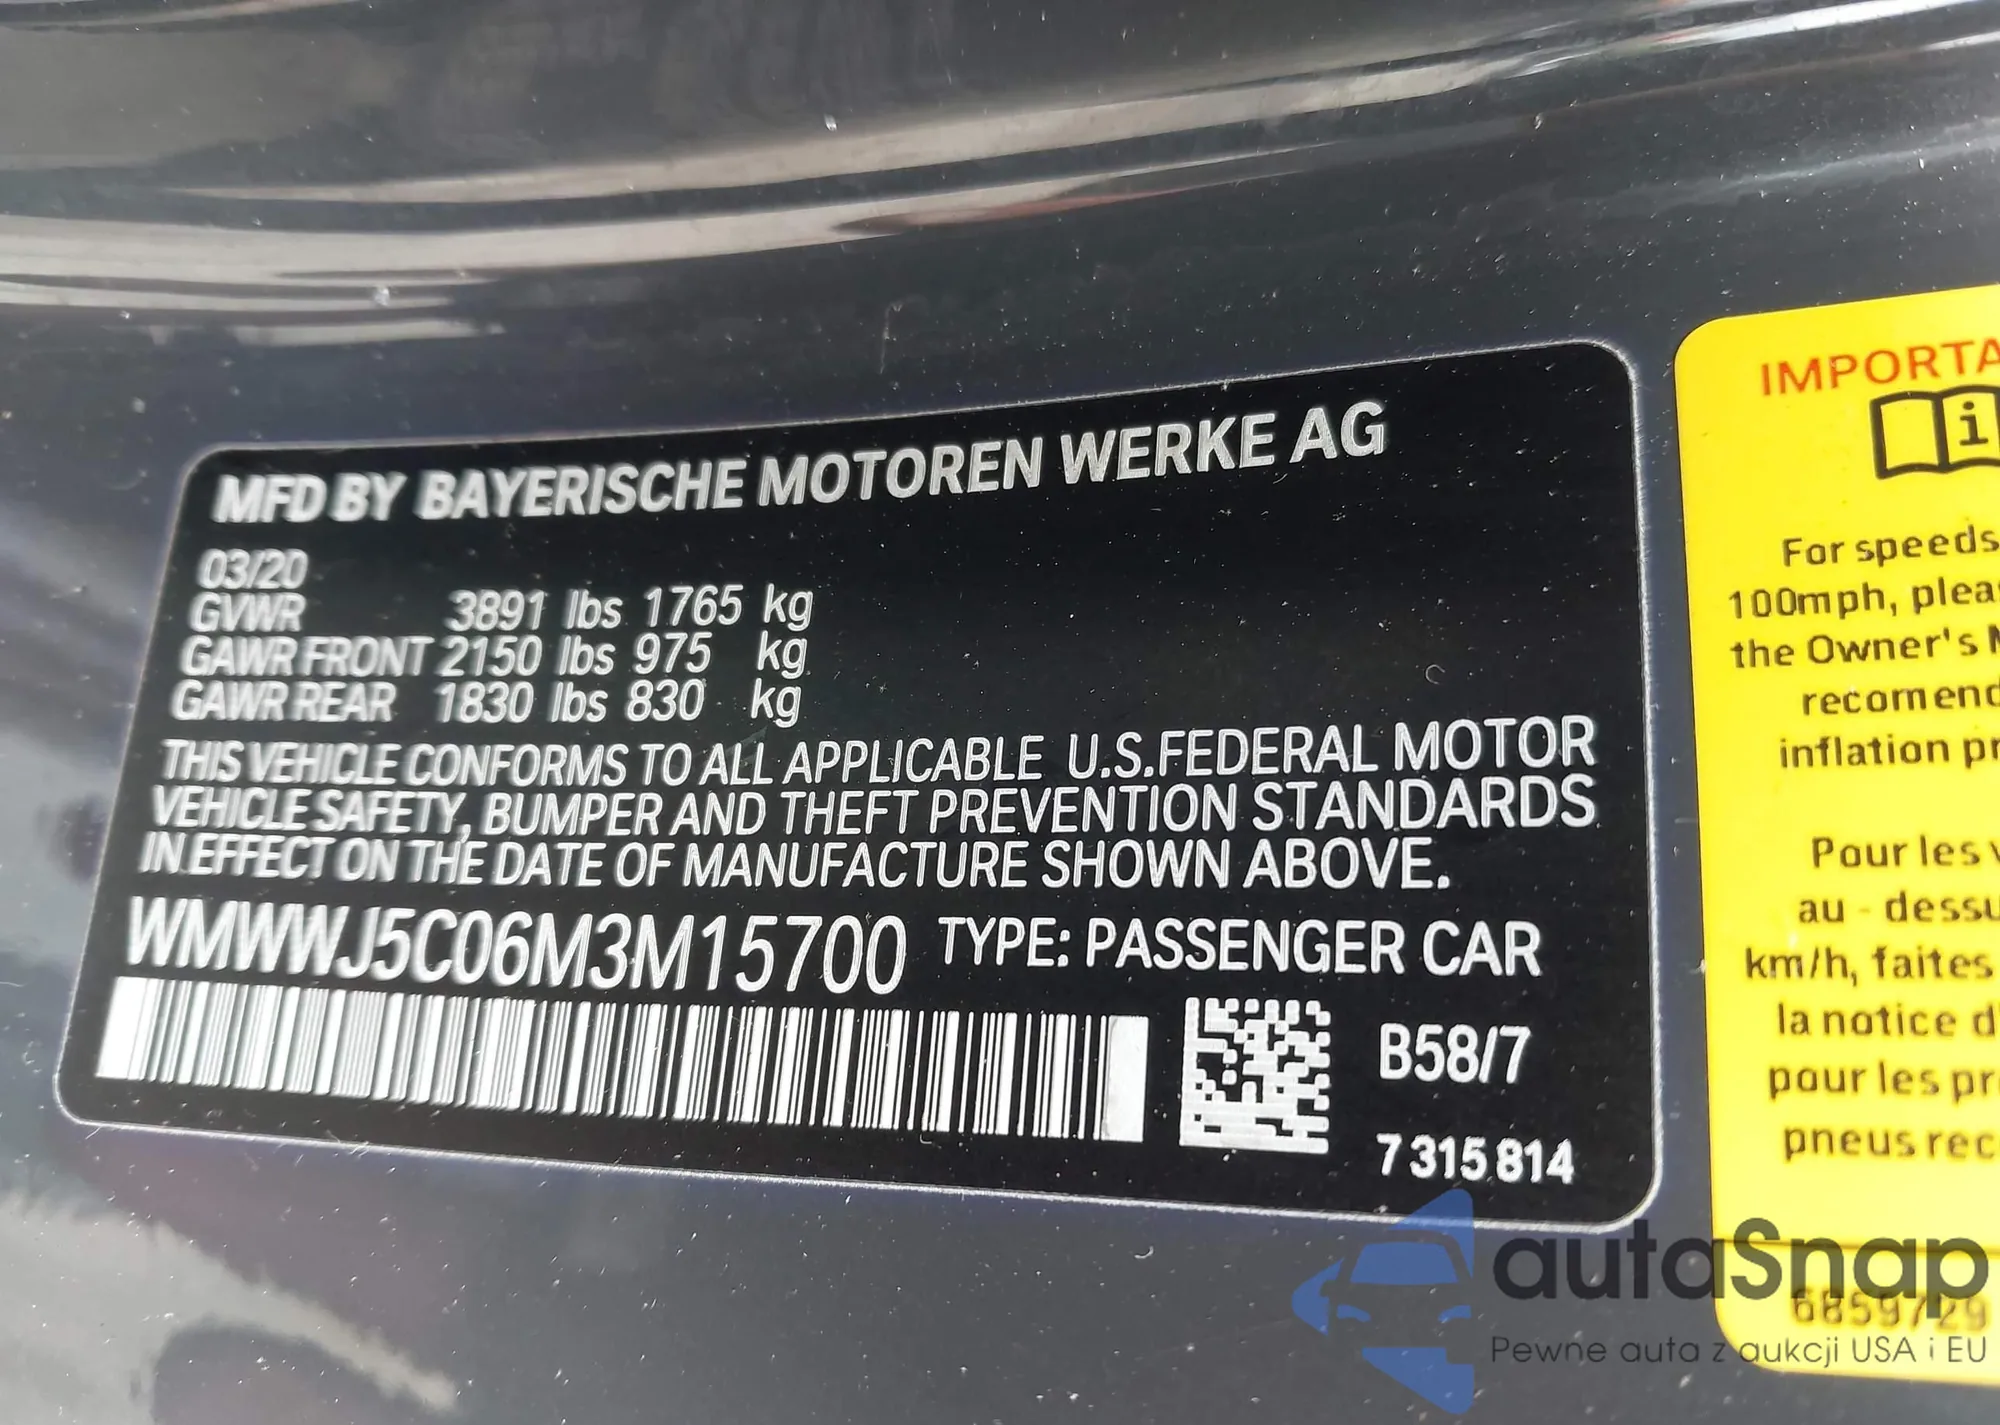 MFD BY BAYERISCHE MOTOREN WERKE AG
03/20
GVWR 3891 lbs 1765 kg
GAWR FRONT 2150 lbs 975 kg
GAWR REAR 1830 lbs 830 kg
THIS VEHICLE CONFORMS TO ALL APPLICABLE U.S.FEDERAL MOTOR
VEHICLE SAFETY, BUMPER AND THEFT PREVENTION STANDARDS
IN EFFECT ON THE DATE OF MANUFACTURE SHOWN ABOVE.
WMWWJ5C06M3M15700 TYPE: PASSENGER CAR
B58/7
7 315 814
IMPORTA
i
For speeds
100mph, plea
the Owner's M
recomend
inflation pr
Pour les v
au - dessu
km/h, faites
la notice d'
pour les pr
pneus rec
6859729
autaSnap
Pewne auta z aukcji USA i EU